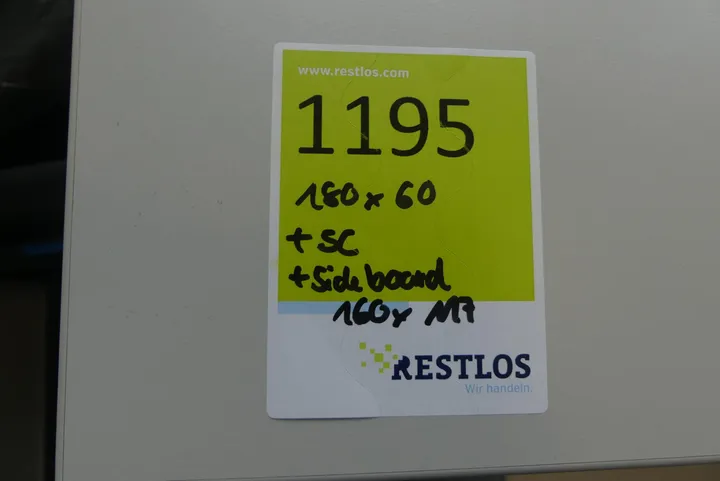 www.restlos.com
1195
180 x 60
+ SC
+ Sideboard
160 x 117
RESTLOS
Wir handeln.